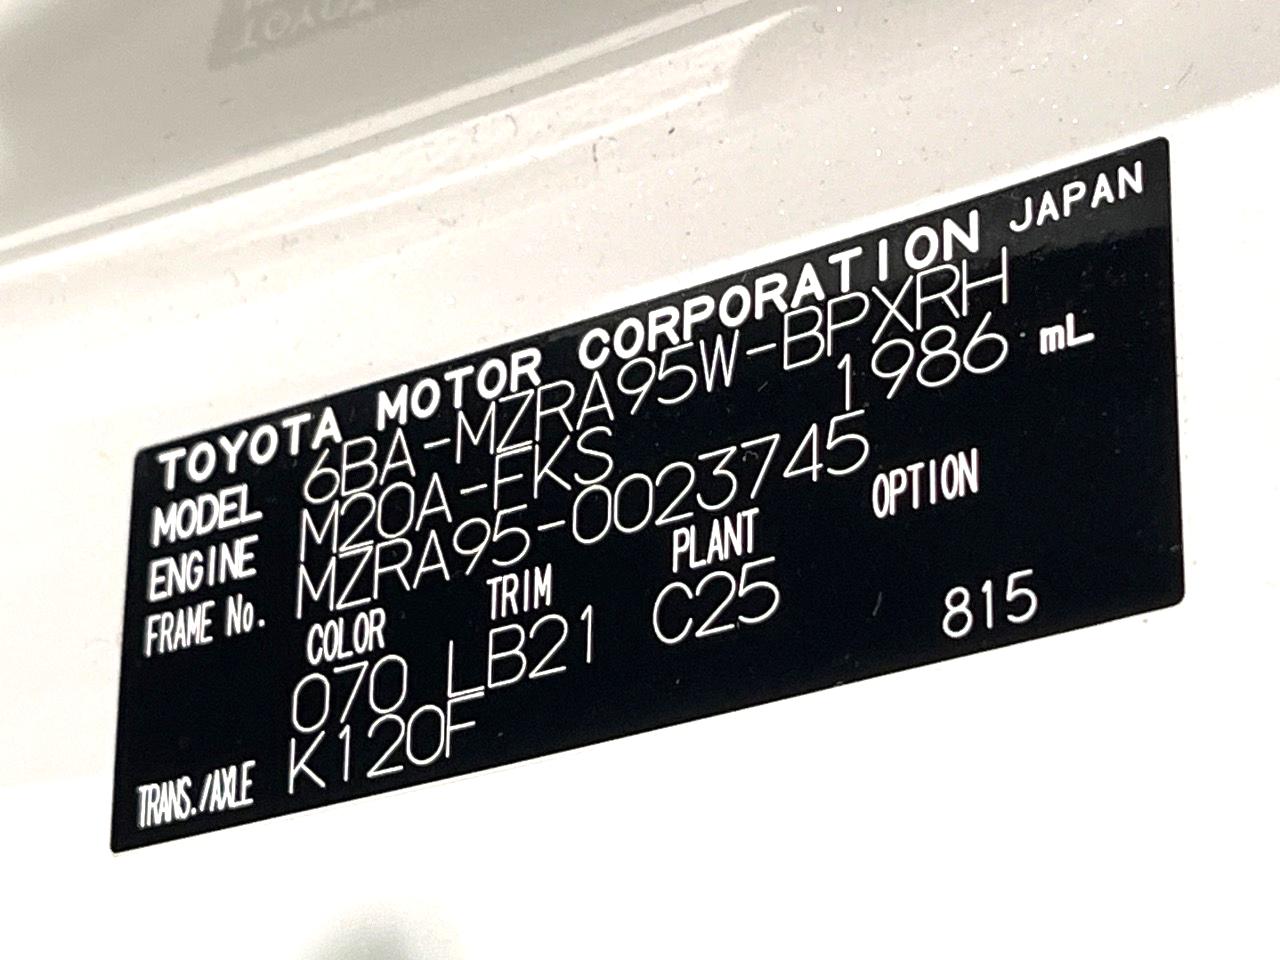 TOYOTA MOTOR CORPORATION JAPAN
MODEL 6BA-MZRA95W-BPXRH
ENGINE M20A-FKS 1986 mL
FRAME No. MZRA95-0023745
COLOR TRIM PLANT OPTION
070 LB21 C25 815
TRANS./AXLE K120F